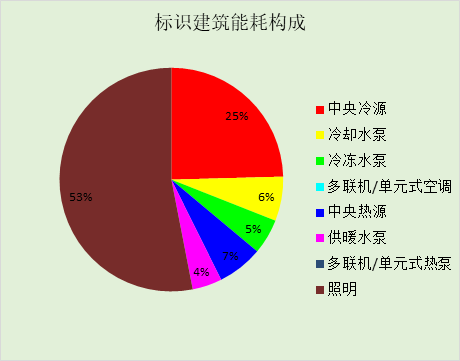 标识建筑能耗构成
25%
6%
5%
7%
4%
53%
中央冷源
冷却水泵
冷冻水泵
多联机/单元式空调
中央热源
供暖水泵
多联机/单元式热泵
照明